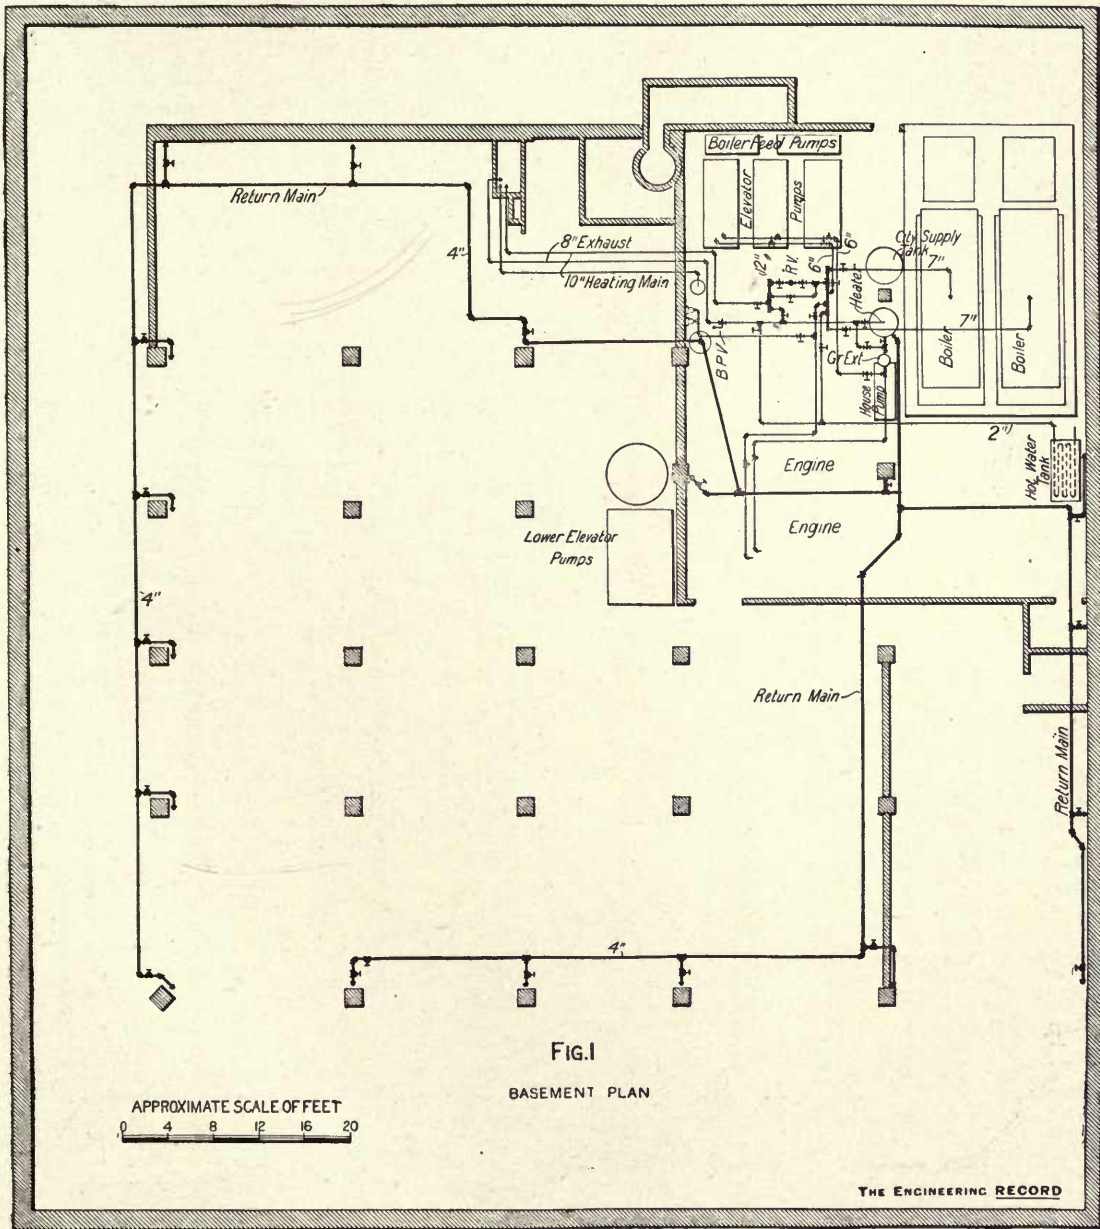 Boiler Feed Pumps
Elevator
Pumps
Return Main
4"
8" Exhaust
10" Heating Main
12"
R.V.
6"
6"
City Supply
Tank
7"
Heater
7"
B P V
Gr Ext
House
Pump
Boiler
Boiler
2"
Hot Water
Tank
Engine
Engine
Lower Elevator
Pumps
4"
Return Main
Return Main
4"
FIG.1
BASEMENT PLAN
APPROXIMATE SCALE OF FEET
0 4 8 12 16 20
THE ENGINEERING RECORD